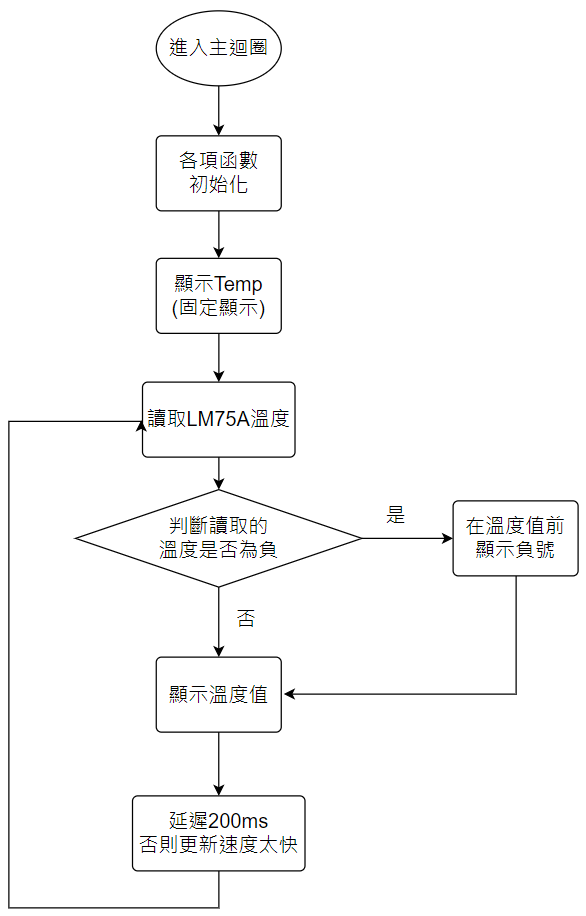 進入主迴圈
各項函數
初始化
顯示Temp
(固定顯示)
讀取LM75A溫度
判斷讀取的
溫度是否為負
是
在溫度值前
顯示負號
否
顯示溫度值
延遲200ms
否則更新速度太快